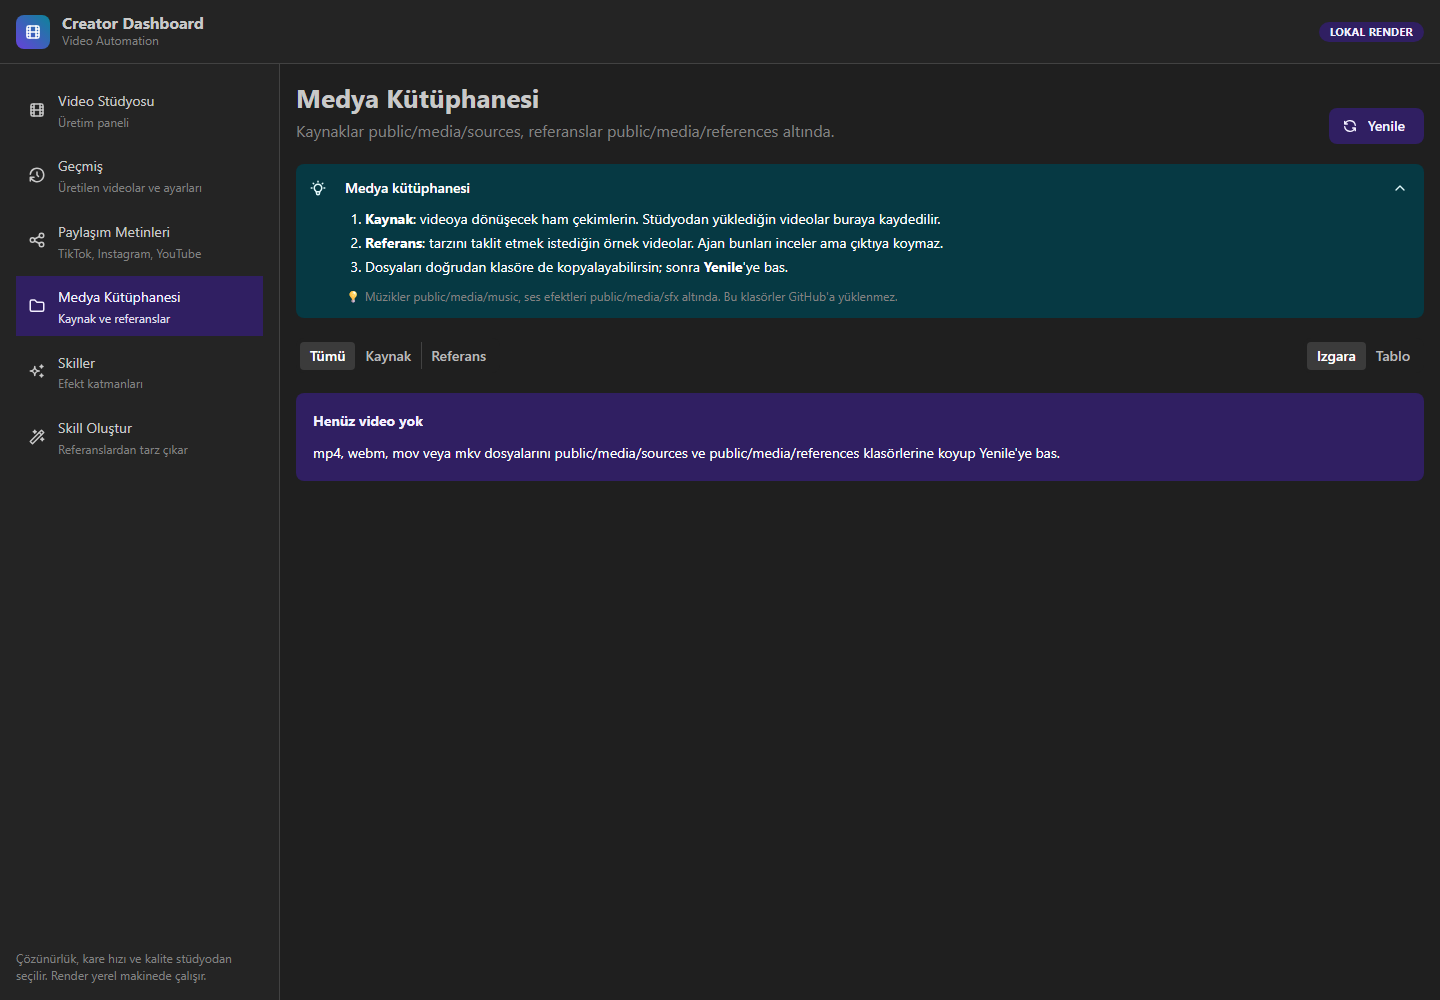 Creator Dashboard
Video Automation
LOKAL RENDER
Video Stüdyosu
Üretim paneli
Geçmiş
Üretilen videolar ve ayarları
Paylaşım Metinleri
TikTok, Instagram, YouTube
Medya Kütüphanesi
Kaynak ve referanslar
Skiller
Efekt katmanları
Skill Oluştur
Referanslardan tarz çıkar
Çözünürlük, kare hızı ve kalite stüdyodan
seçilir. Render yerel makinede çalışır.
Medya Kütüphanesi
Kaynaklar public/media/sources, referanslar public/media/references altında.
Yenile
Medya kütüphanesi
1. Kaynak: videoya dönüşecek ham çekimlerin. Stüdyodan yüklediğin videolar buraya kaydedilir.
2. Referans: tarzını taklit etmek istediğin örnek videolar. Ajan bunları inceler ama çıktıya koymaz.
3. Dosyaları doğrudan klasöre de kopyalayabilirsin; sonra Yenile'ye bas.
Müzikler public/media/music, ses efektleri public/media/sfx altında. Bu klasörler GitHub'a yüklenmez.
Tümü Kaynak Referans
Izgara Tablo
Henüz video yok
mp4, webm, mov veya mkv dosyalarını public/media/sources ve public/media/references klasörlerine koyup Yenile'ye bas.